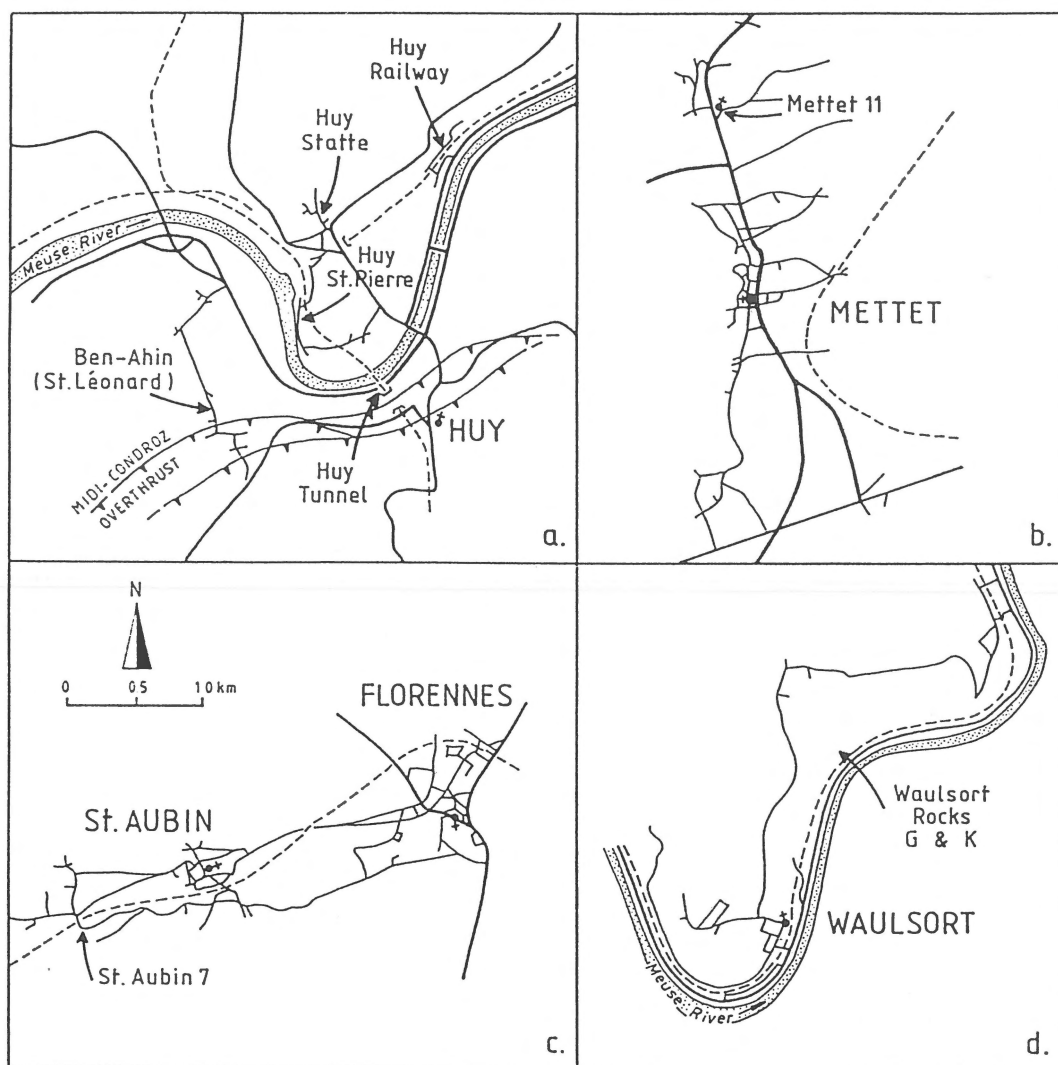 Huy
Railway
Huy
Statte
Meuse River
Huy
St. Pierre
Ben-Ahin
(St. Léonard)
HUY
MIDI-CONDROZ
OVERTHRUST
Huy
Tunnel
a.
Mettet 11
METTET
b.
N
0 0.5 1.0 km
FLORENNES
St. AUBIN
St. Aubin 7
c.
Waulsort
Rocks
G & K
WAULSORT
Meuse River
d.